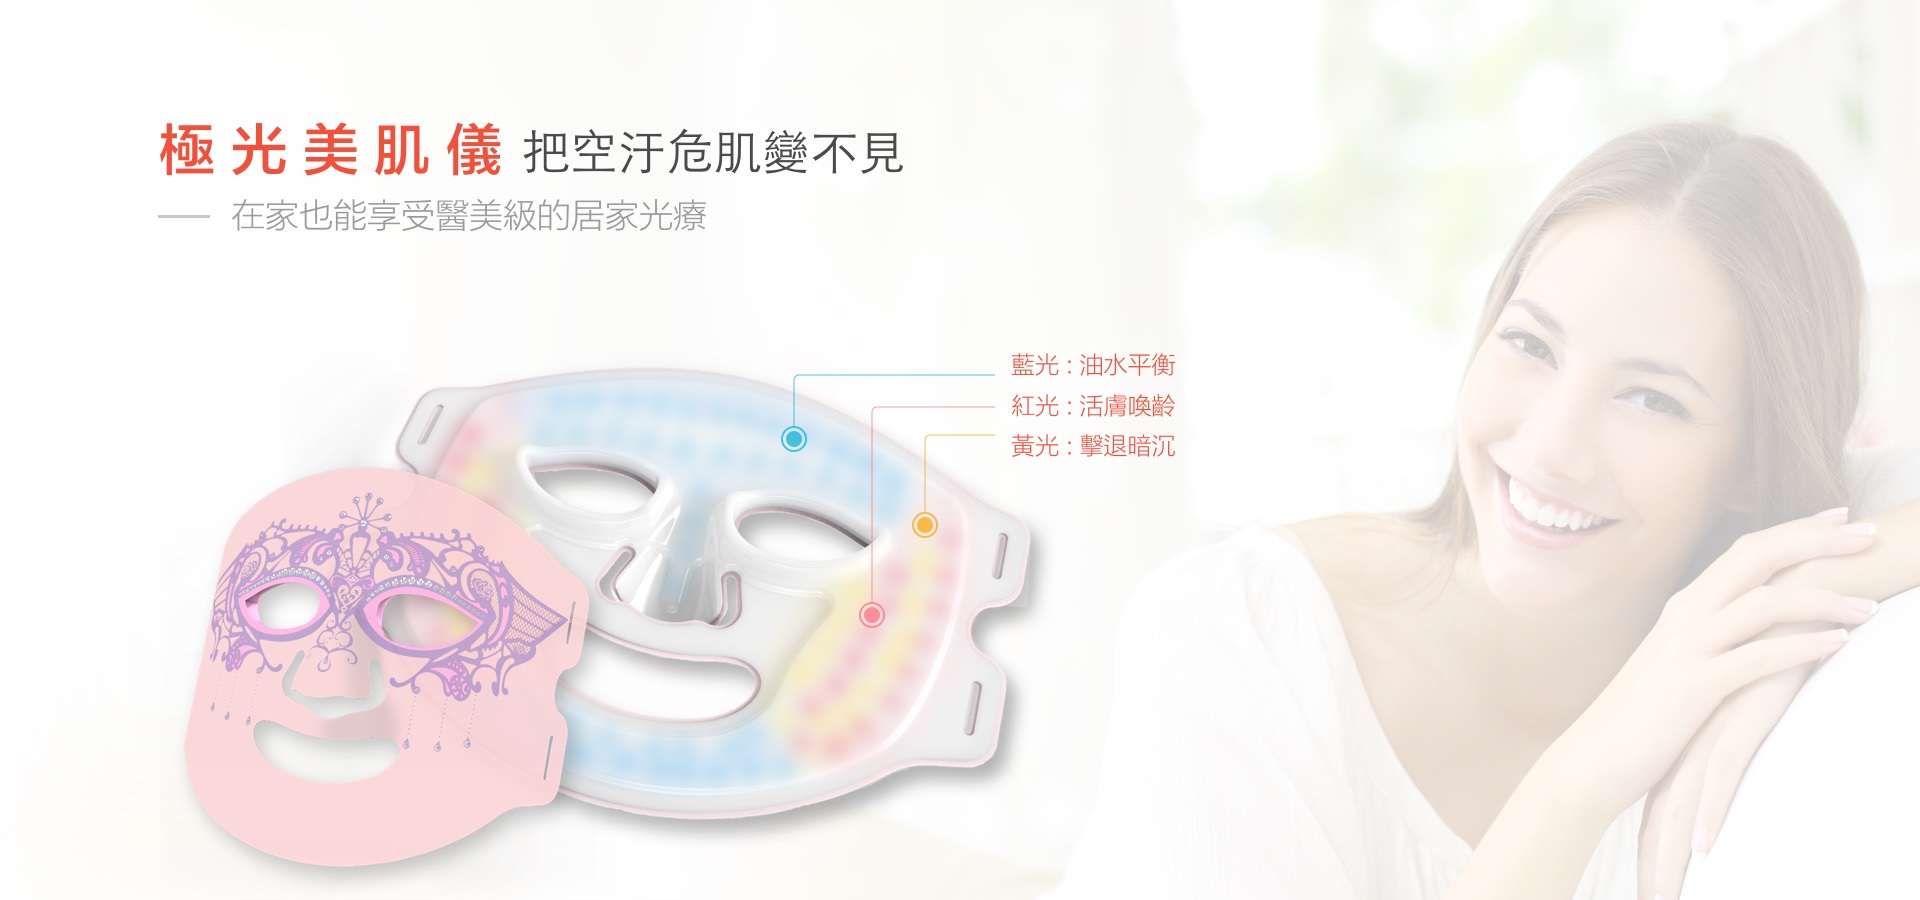 極光美肌儀 把空汙危肌變不見
在家也能享受醫美級的居家光療
藍光 : 油水平衡
紅光 : 活膚喚齡
黃光 : 擊退暗沉